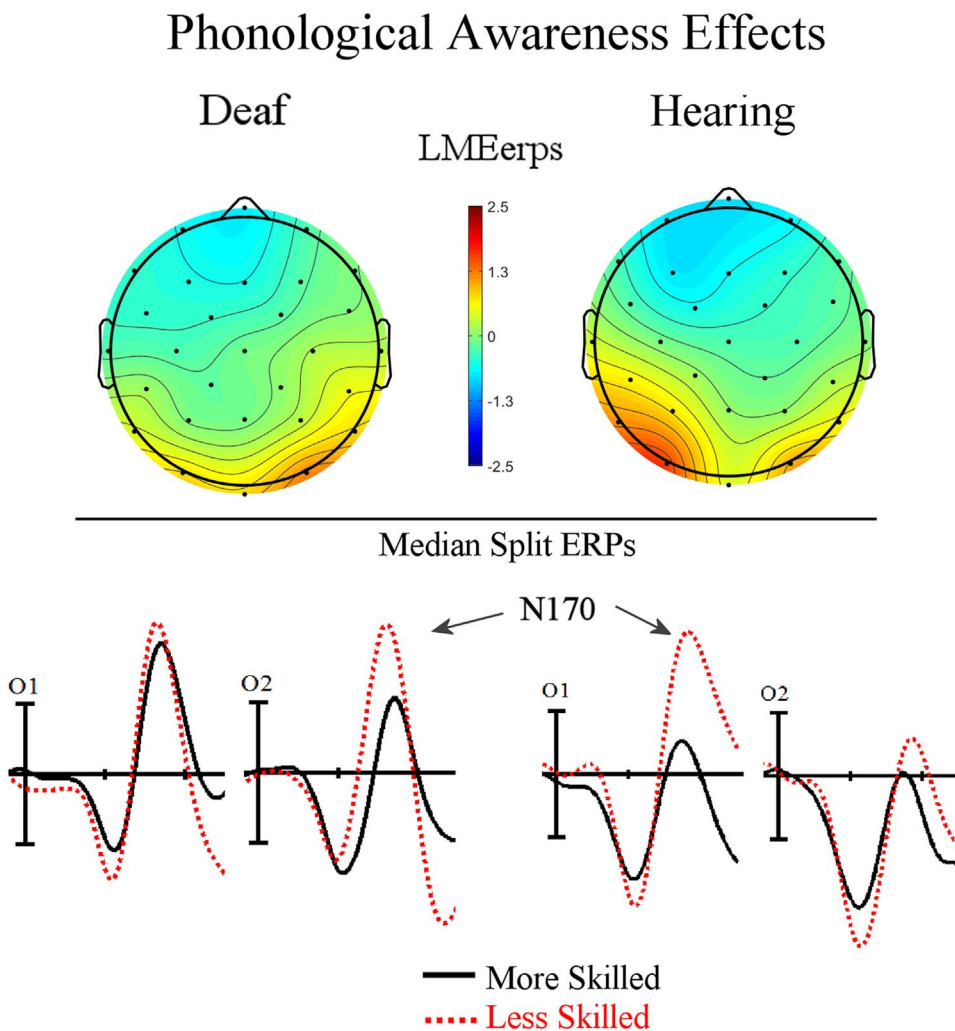 Phonological Awareness Effects
Deaf
Hearing
LMEerps
2.5
1.3
0
-1.3
-2.5
Median Split ERPs
N170
O1
O2
O1
O2
More Skilled
Less Skilled